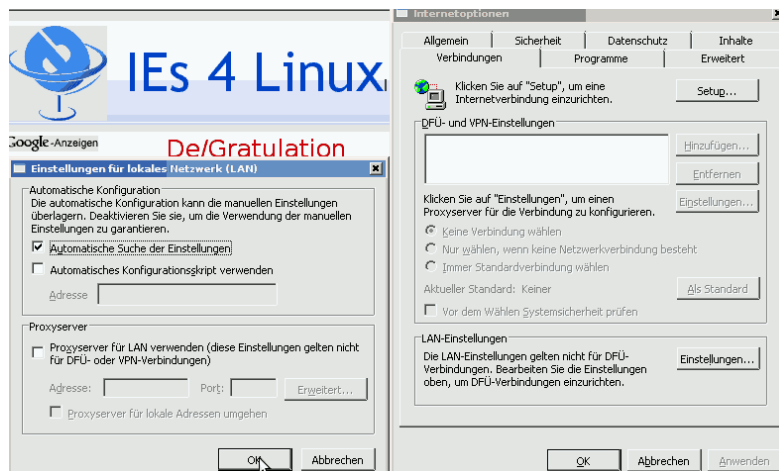 IEs 4 Linux
Google-Anzeigen
De/Gratulation
Einstellungen für lokales Netzwerk (LAN)
Automatische Konfiguration
Die automatische Konfiguration kann die manuellen Einstellungen
überlagern. Deaktivieren Sie sie, um die Verwendung der manuellen
Einstellungen zu garantieren.
Automatische Suche der Einstellungen
Automatisches Konfigurationsskript verwenden
Adresse
Proxyserver
Proxyserver für LAN verwenden (diese Einstellungen gelten nicht
für DFÜ- oder VPN-Verbindungen)
Adresse: Port: Erweitert...
Proxyserver für lokale Adressen umgehen
OK Abbrechen
Internetoptionen
Allgemein Sicherheit Datenschutz Inhalte
Verbindungen Programme Erweitert
Klicken Sie auf "Setup", um eine
Internetverbindung einzurichten.
Setup...
DFÜ- und VPN-Einstellungen
Hinzufügen...
Entfernen
Klicken Sie auf "Einstellungen", um einen
Proxyserver für die Verbindung zu konfigurieren.
Einstellungen...
Keine Verbindung wählen
Nur wählen, wenn keine Netzwerkverbindung besteht
Immer Standardverbindung wählen
Aktueller Standard: Keiner Als Standard
Vor dem Wählen Systemsicherheit prüfen
LAN-Einstellungen
Die LAN-Einstellungen gelten nicht für DFÜ-
Verbindungen. Bearbeiten Sie die Einstellungen
oben, um DFÜ-Verbindungen einzurichten.
Einstellungen...
OK Abbrechen Anwenden